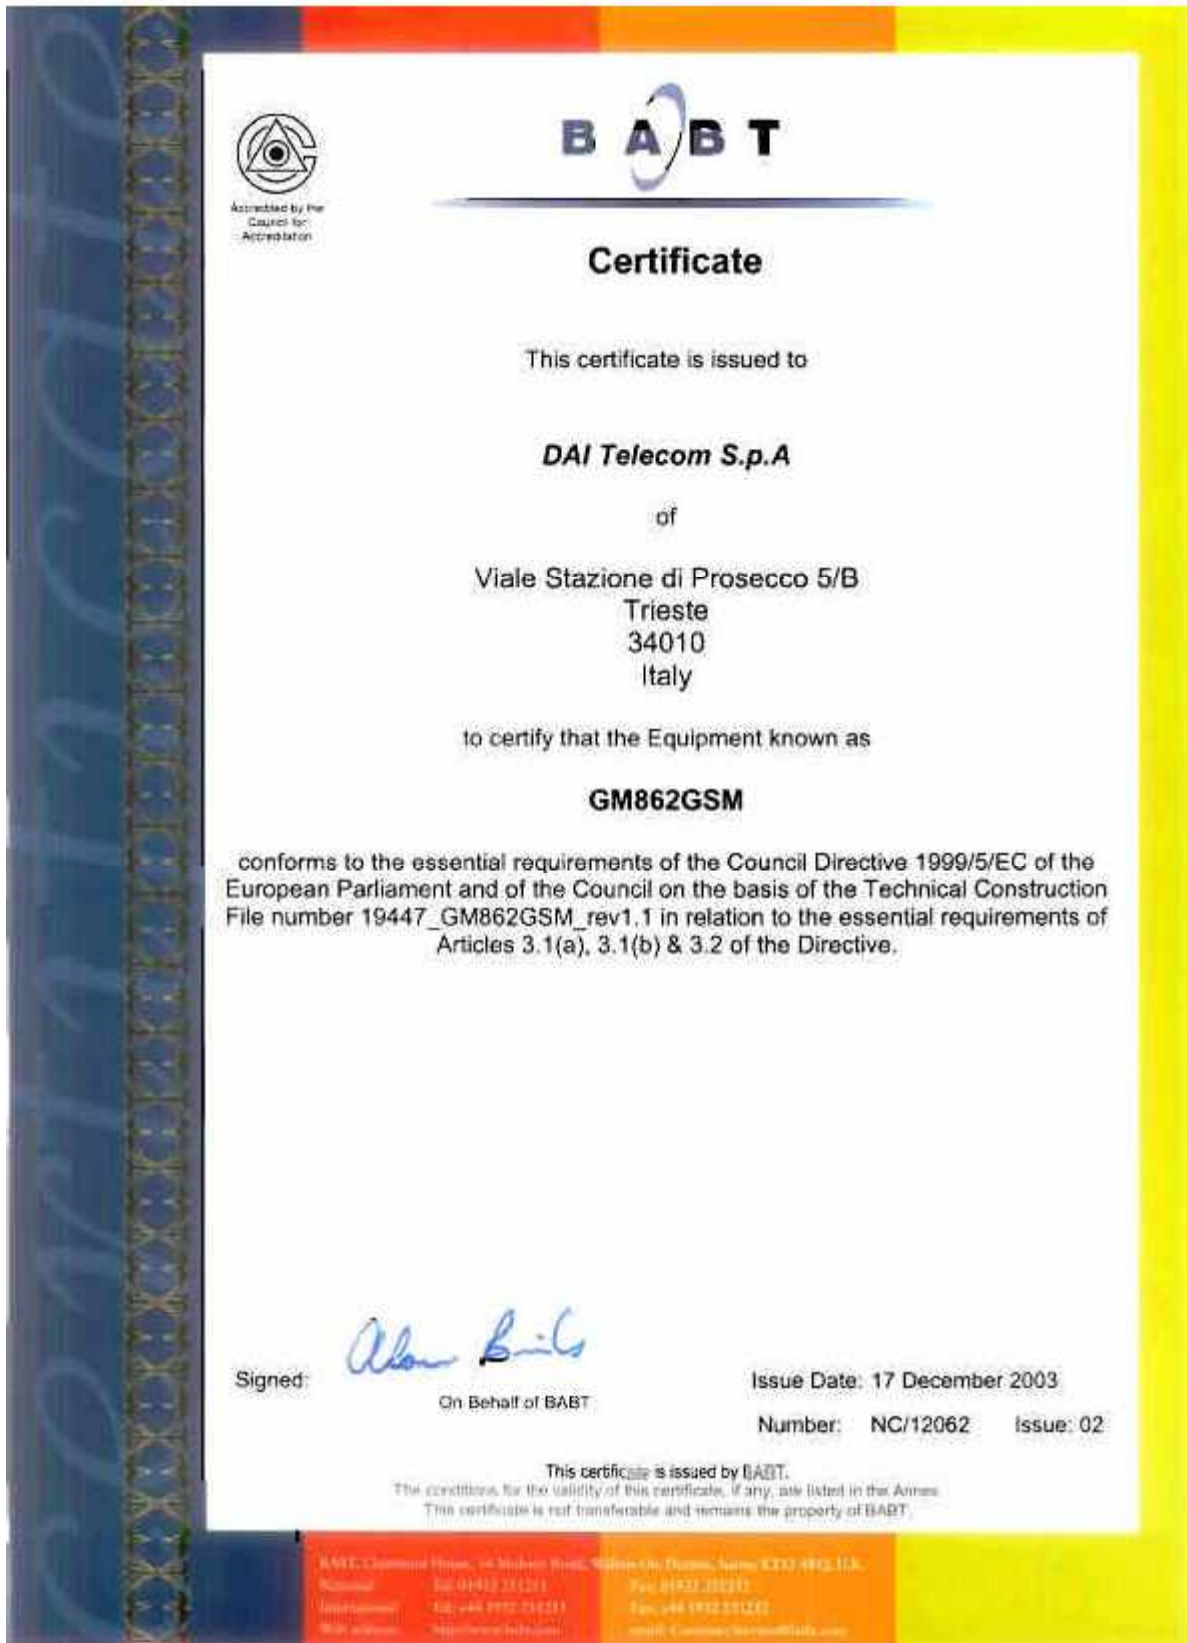 BABT
Accredited by the
Council for
Accreditation
Certificate
This certificate is issued to
DAI Telecom S.p.A
of
Viale Stazione di Prosecco 5/B
Trieste
34010
Italy
to certify that the Equipment known as
GM862GSM
conforms to the essential requirements of the Council Directive 1999/5/EC of the
European Parliament and of the Council on the basis of the Technical Construction
File number 19447_GM862GSM_rev1.1 in relation to the essential requirements of
Articles 3.1(a), 3.1(b) & 3.2 of the Directive.
Signed:
On Behalf of BABT
Issue Date: 17 December 2003
Number: NC/12062 Issue: 02
This certificate is issued by BABT.
The conditions for the validity of this certificate, if any, are listed in the Annex
This certificate is not transferable and remains the property of BABT.